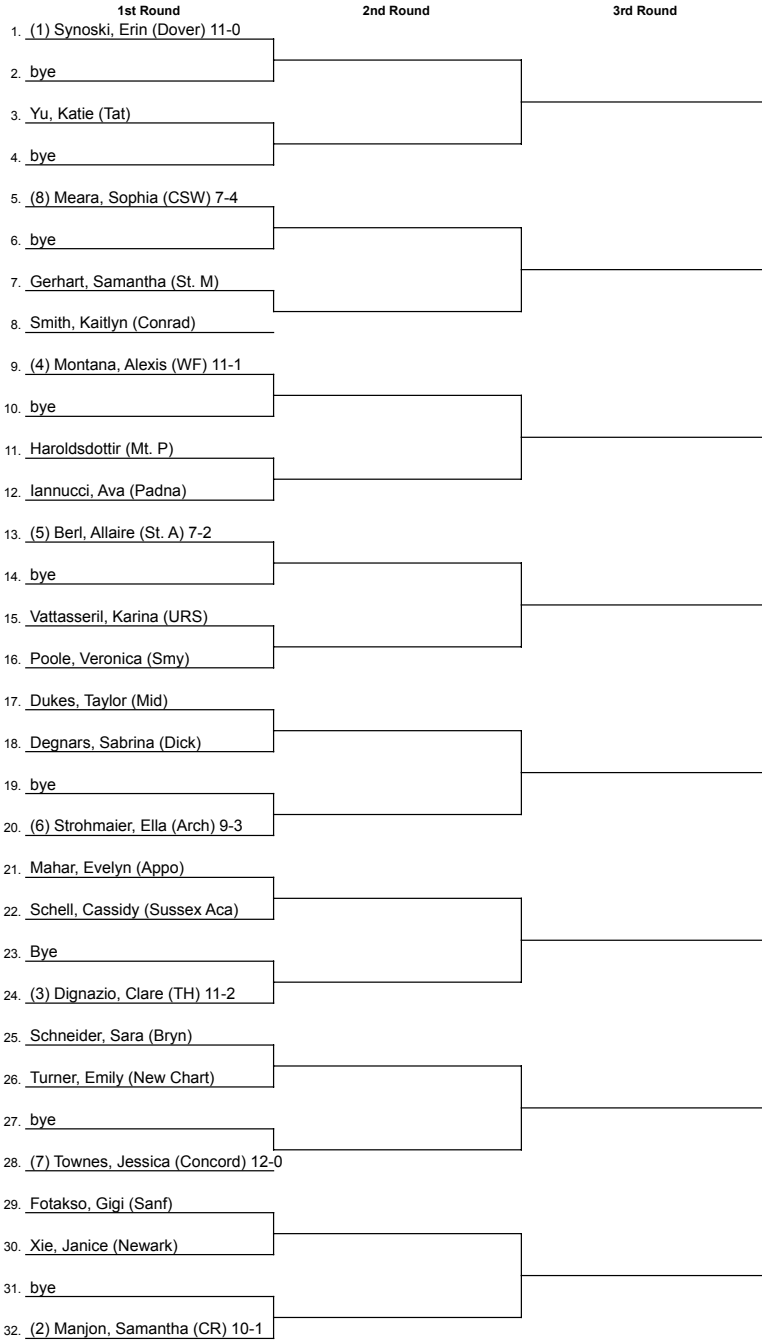 1st Round 2nd Round 3rd Round
1. (1) Synoski, Erin (Dover) 11-0
2. bye
3. Yu, Katie (Tat)
4. bye
5. (8) Meara, Sophia (CSW) 7-4
6. bye
7. Gerhart, Samantha (St. M)
8. Smith, Kaitlyn (Conrad)
9. (4) Montana, Alexis (WF) 11-1
10. bye
11. Haroldsdottir (Mt. P)
12. Iannucci, Ava (Padna)
13. (5) Berl, Allaire (St. A) 7-2
14. bye
15. Vattasseril, Karina (URS)
16. Poole, Veronica (Smy)
17. Dukes, Taylor (Mid)
18. Degnars, Sabrina (Dick)
19. bye
20. (6) Strohmaier, Ella (Arch) 9-3
21. Mahar, Evelyn (Appo)
22. Schell, Cassidy (Sussex Aca)
23. Bye
24. (3) Dignazio, Clare (TH) 11-2
25. Schneider, Sara (Bryn)
26. Turner, Emily (New Chart)
27. bye
28. (7) Townes, Jessica (Concord) 12-0
29. Fotakso, Gigi (Sanf)
30. Xie, Janice (Newark)
31. bye
32. (2) Manjon, Samantha (CR) 10-1